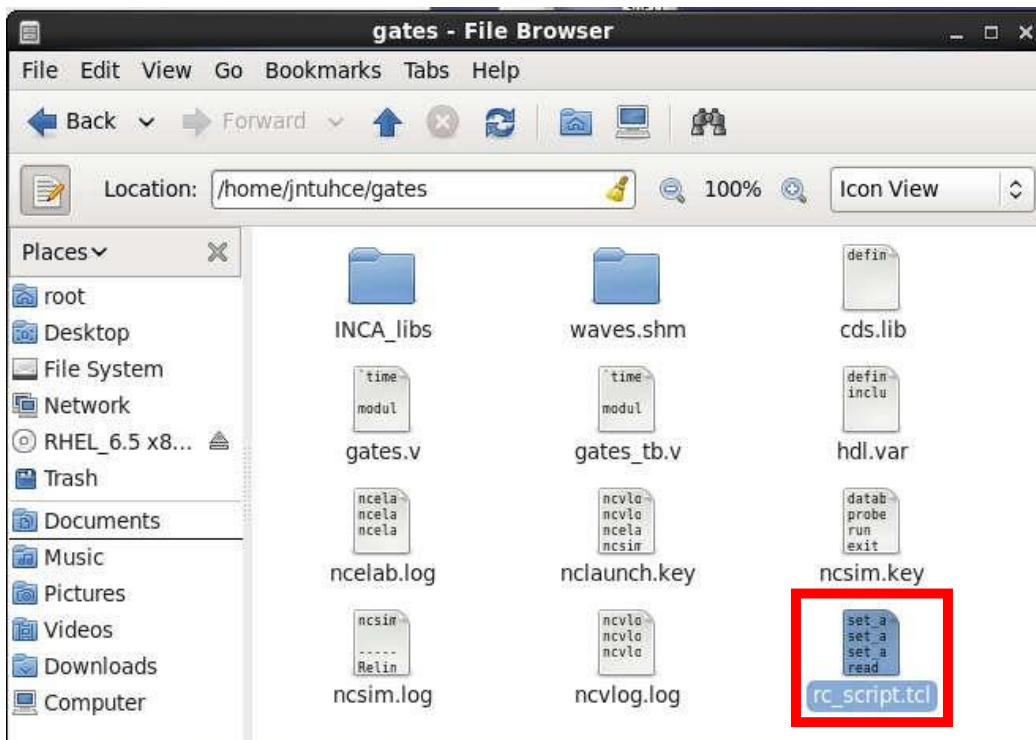 gates - File Browser
File Edit View Go Bookmarks Tabs Help
Back Forward
Location: /home/jntuhce/gates 100% Icon View
Places
root
Desktop
File System
Network
RHEL_6.5 x8...
Trash
Documents
Music
Pictures
Videos
Downloads
Computer
INCA_libs
waves.shm
defin
cds.lib
`time
modul
gates.v
`time
modul
gates_tb.v
defin
inclu
hdl.var
ncela
ncela
ncela
ncelab.log
ncvlo
ncvlo
ncela
ncsim
nclaunch.key
datab
probe
run
exit
ncsim.key
ncsim
-----
Relin
ncsim.log
ncvlo
ncvlo
ncvlo
ncvlog.log
set_a
set_a
set_a
read
rc_script.tcl